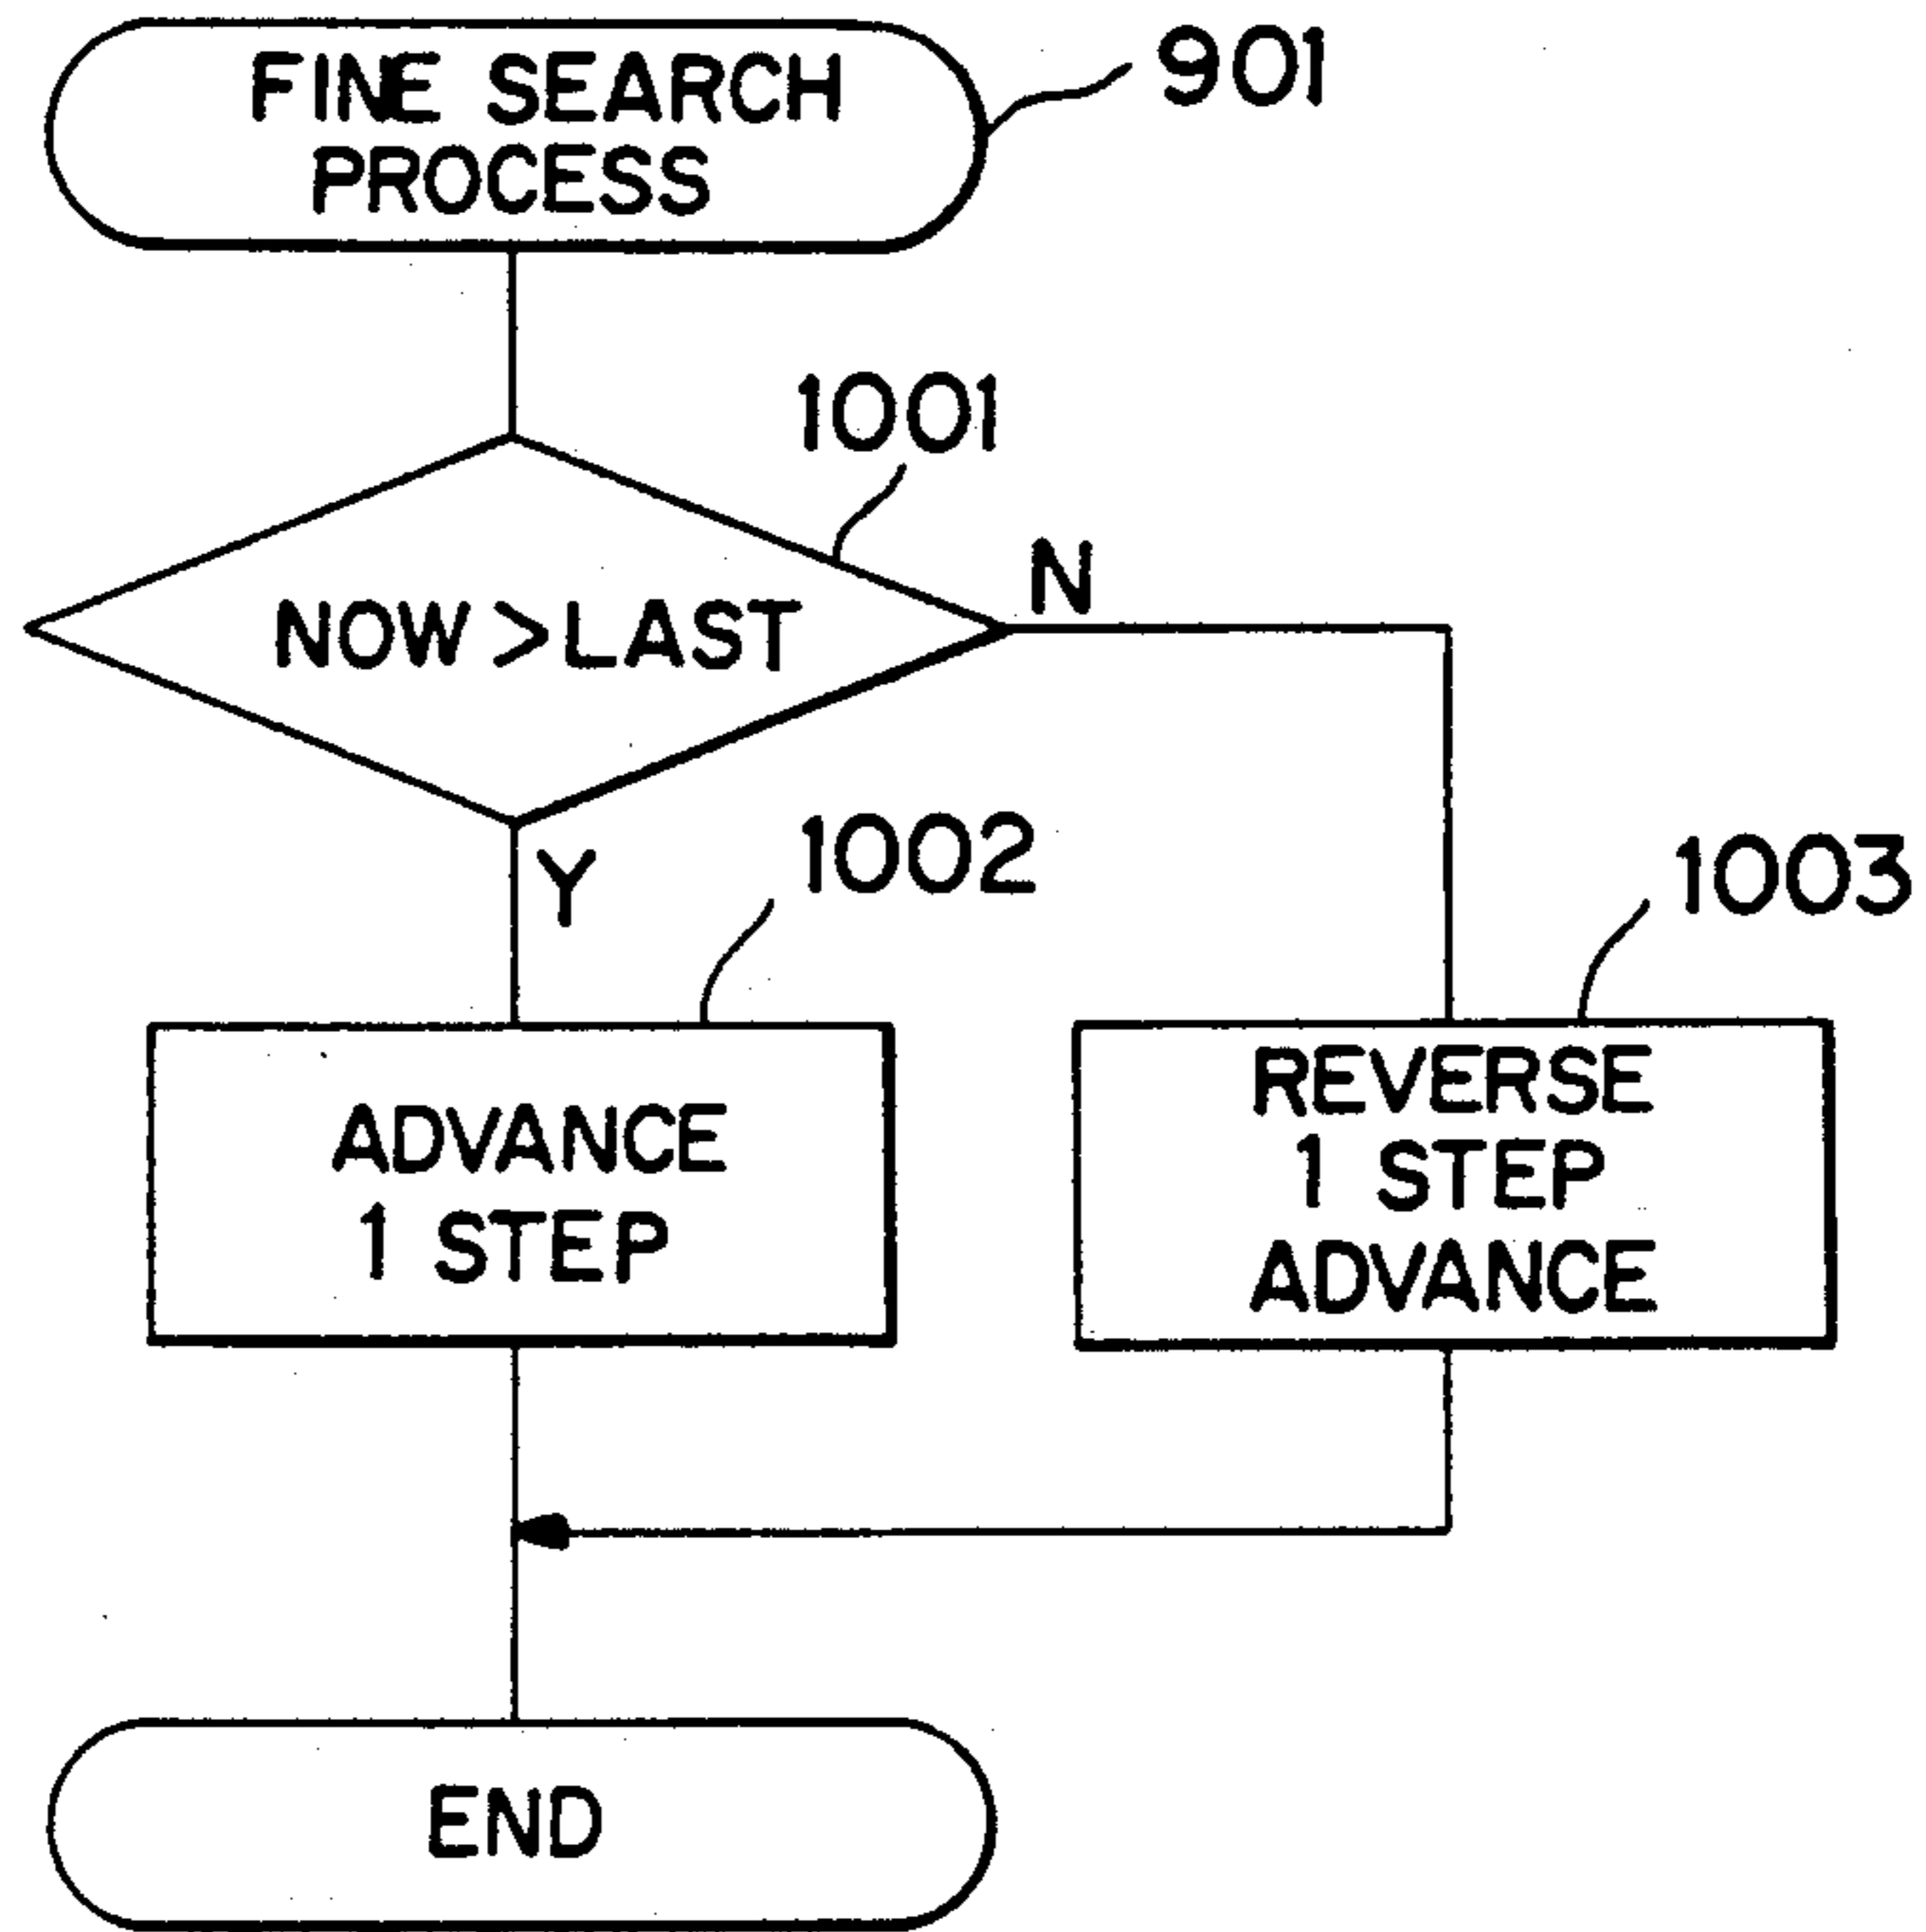 FINE SEARCH
PROCESS
901
1001
NOW > LAST
N
Y
1002
1003
ADVANCE
1 STEP
REVERSE
1 STEP
ADVANCE
END